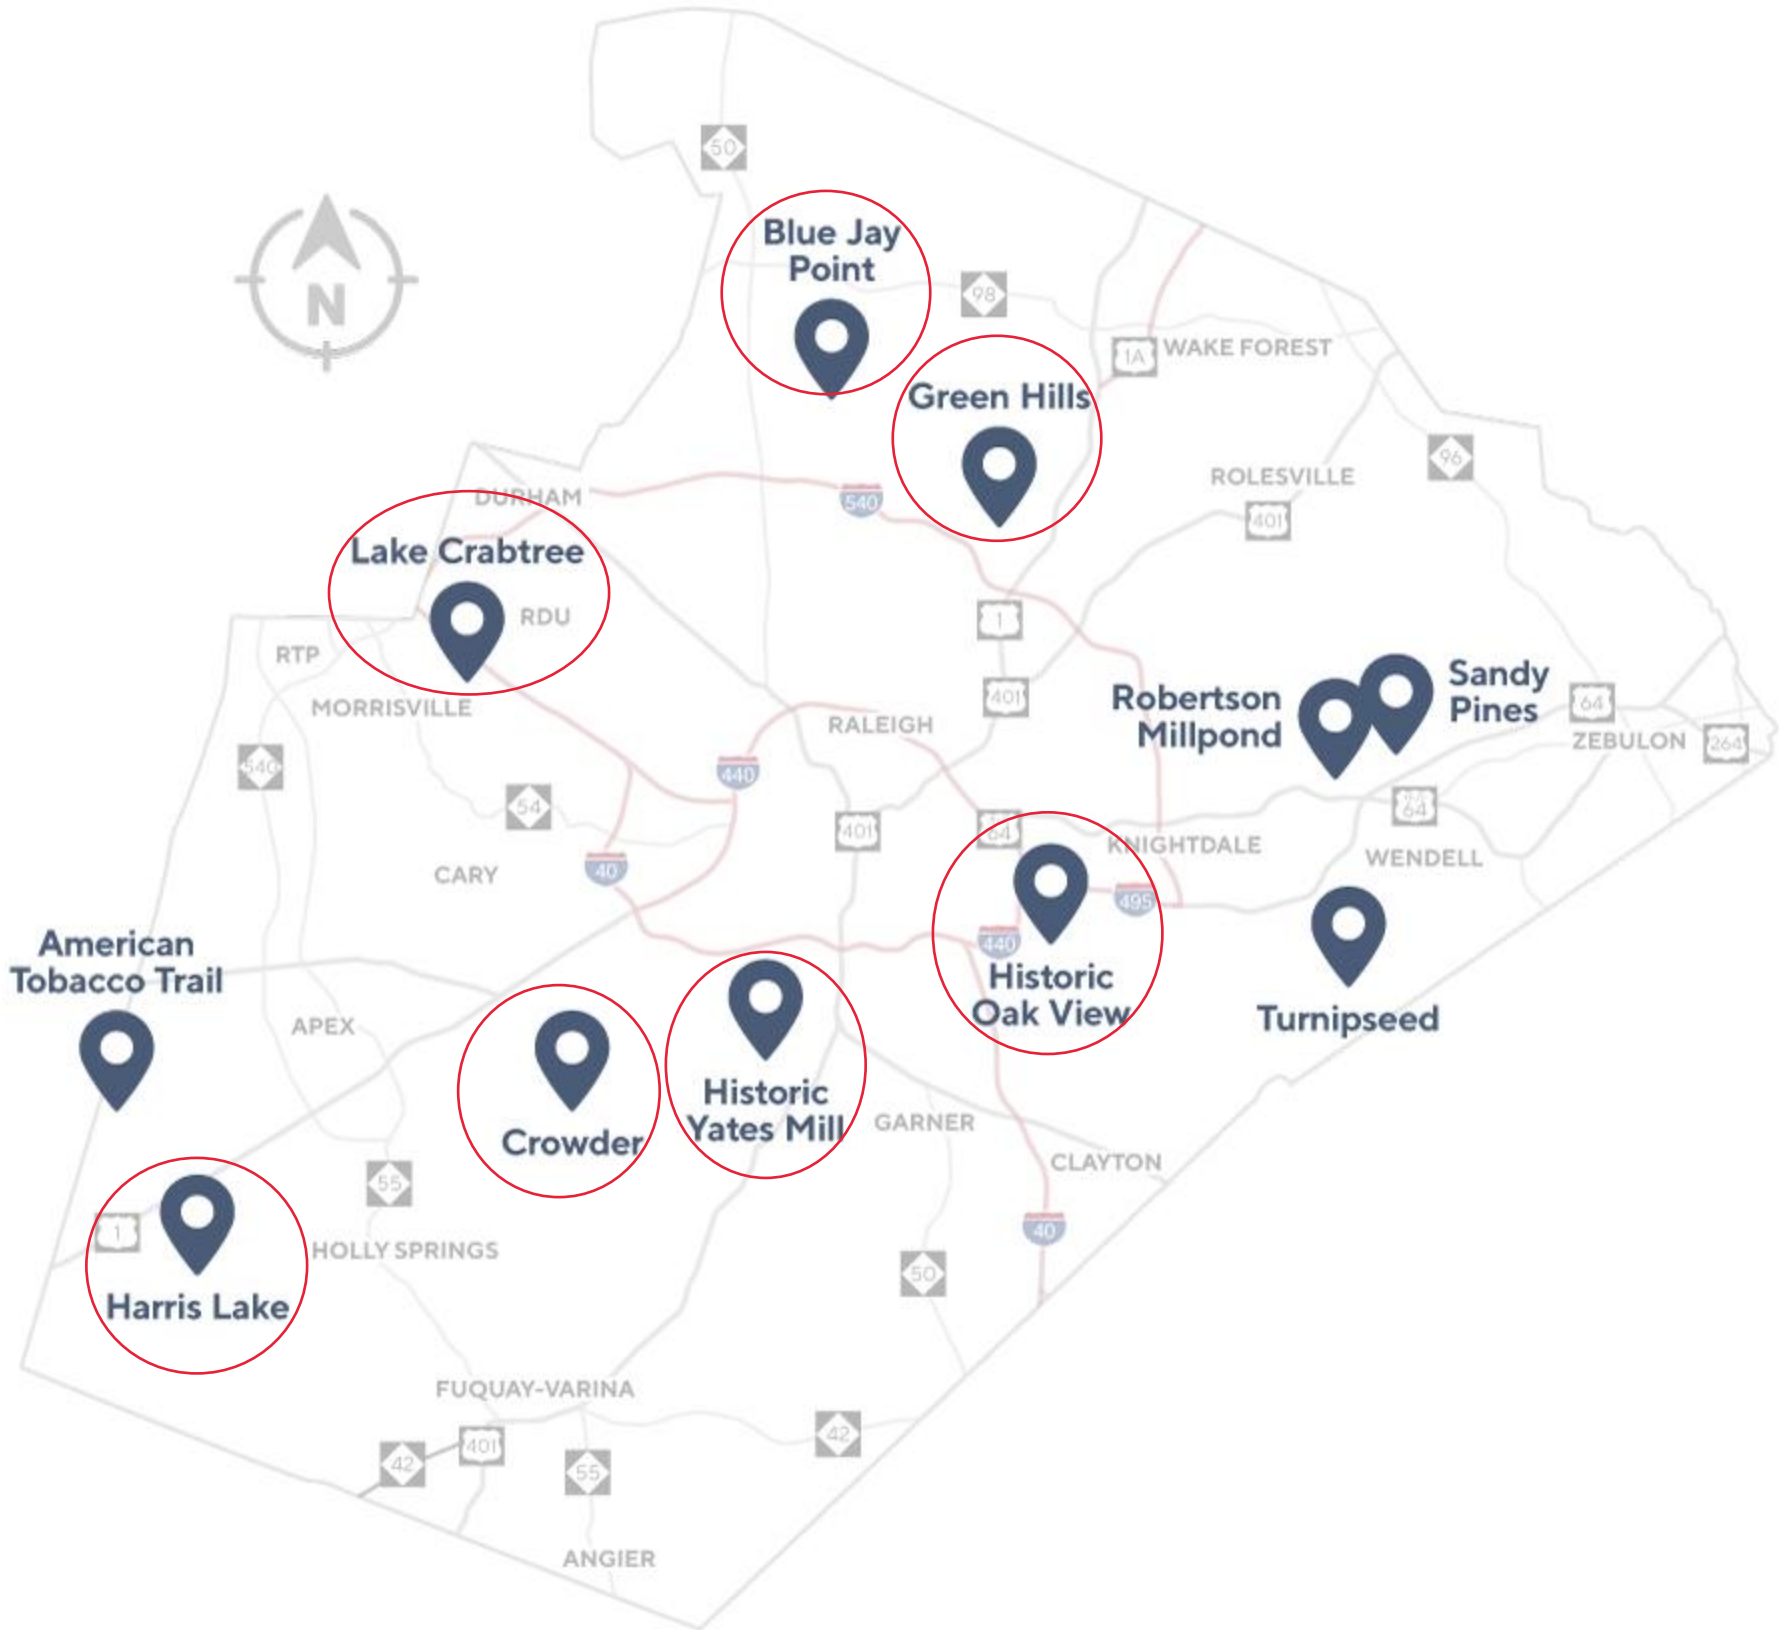 50
Blue Jay
Point
98
N
1A
WAKE FOREST
Green Hills
96
ROLESVILLE
DURHAM
540
401
Lake Crabtree
RDU
1
RTP
MORRISVILLE
401
Sandy
Pines
Robertson
Millpond
64
RALEIGH
ZEBULON
264
540
440
54
64
401
64
KNIGHTDALE
WENDELL
40
CARY
495
440
American
Tobacco Trail
Historic
Oak View
Turnipseed
APEX
Historic
Yates Mill
GARNER
Crowder
CLAYTON
55
1
40
HOLLY SPRINGS
50
Harris Lake
FUQUAY-VARINA
42
401
42
55
ANGIER